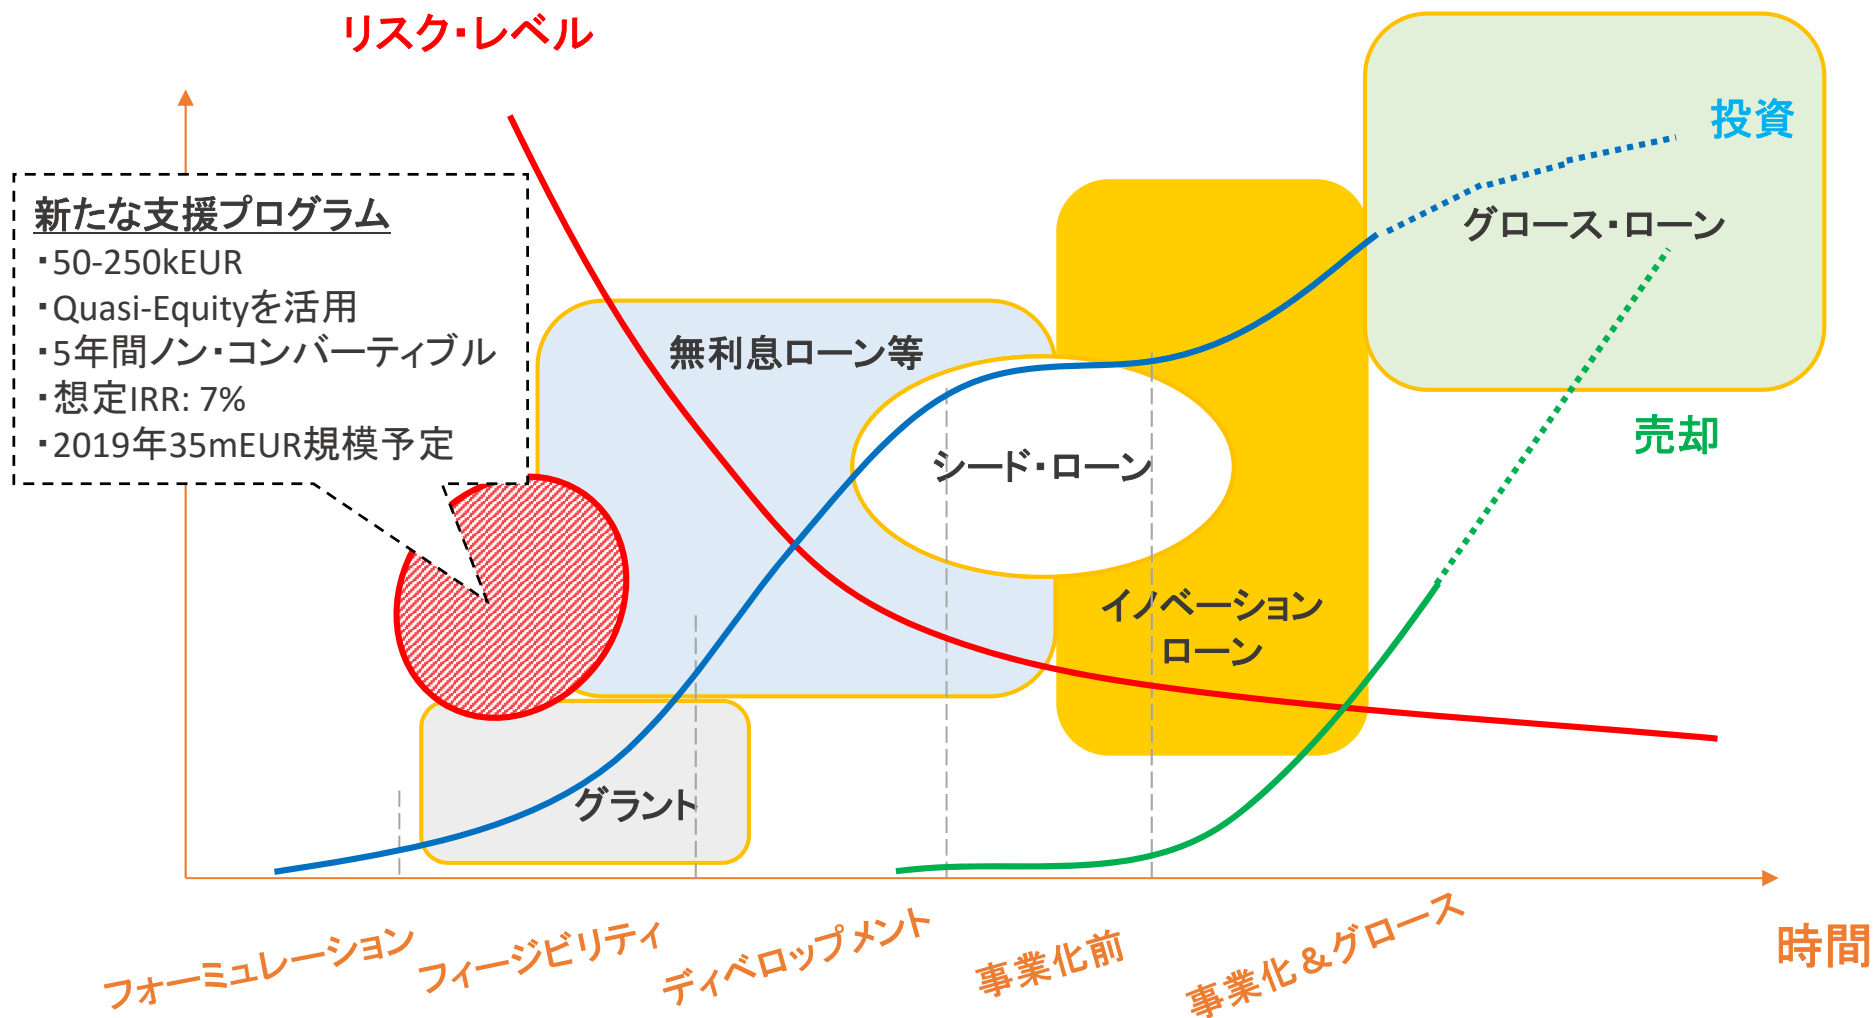 リスク・レベル
投資
新たな支援プログラム
・50-250kEUR
・Quasi-Equityを活用
・5年間ノン・コンバーティブル
・想定IRR: 7%
・2019年35mEUR規模予定
グロース・ローン
無利息ローン等
売却
シード・ローン
イノベーション
ローン
グラント
フォーミュレーション
フィージビリティ
ディベロップメント
事業化前
事業化＆グロース
時間